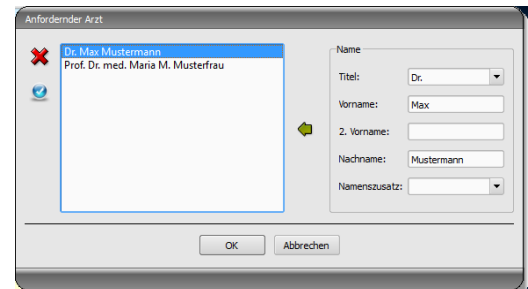 Anfordernder Arzt
Dr. Max Mustermann
Prof. Dr. med. Maria M. Musterfrau
Name
Titel: Dr.
Vorname: Max
2. Vorname:
Nachname: Mustermann
Namenszusatz:
OK Abbrechen